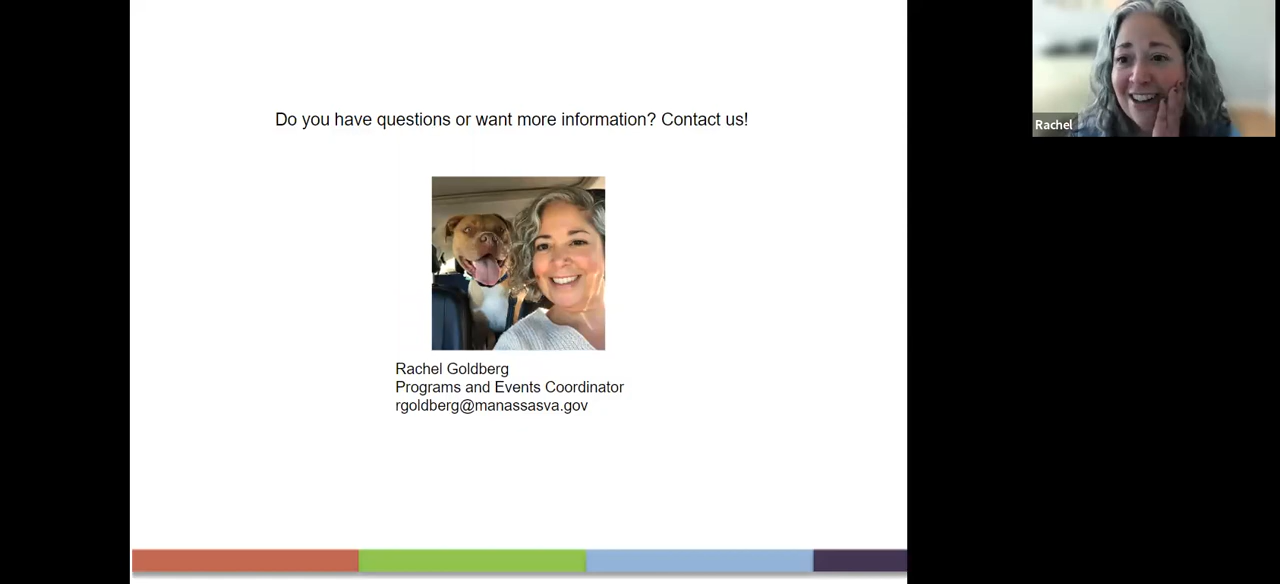 Do you have questions or want more information? Contact us!
Rachel
Rachel Goldberg
Programs and Events Coordinator
rgoldberg@manassasva.gov